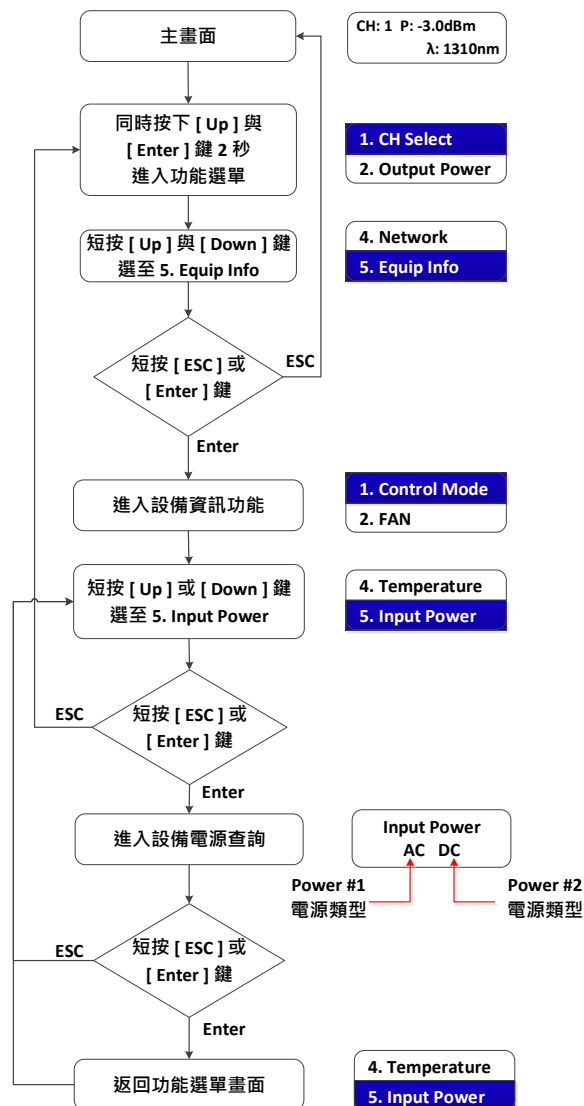 主畫面
CH: 1 P: -3.0dBm
λ: 1310nm
同時按下 [ Up ] 與
[ Enter ] 鍵 2 秒
進入功能選單
1. CH Select
2. Output Power
短按 [ Up ] 與 [ Down ] 鍵
選至 5. Equip Info
4. Network
5. Equip Info
短按 [ ESC ] 或
[ Enter ] 鍵
ESC
Enter
進入設備資訊功能
1. Control Mode
2. FAN
短按 [ Up ] 或 [ Down ] 鍵
選至 5. Input Power
4. Temperature
5. Input Power
ESC
短按 [ ESC ] 或
[ Enter ] 鍵
Enter
進入設備電源查詢
Input Power
AC DC
Power #1
電源類型
Power #2
電源類型
ESC
短按 [ ESC ] 或
[ Enter ] 鍵
Enter
返回功能選單畫面
4. Temperature
5. Input Power